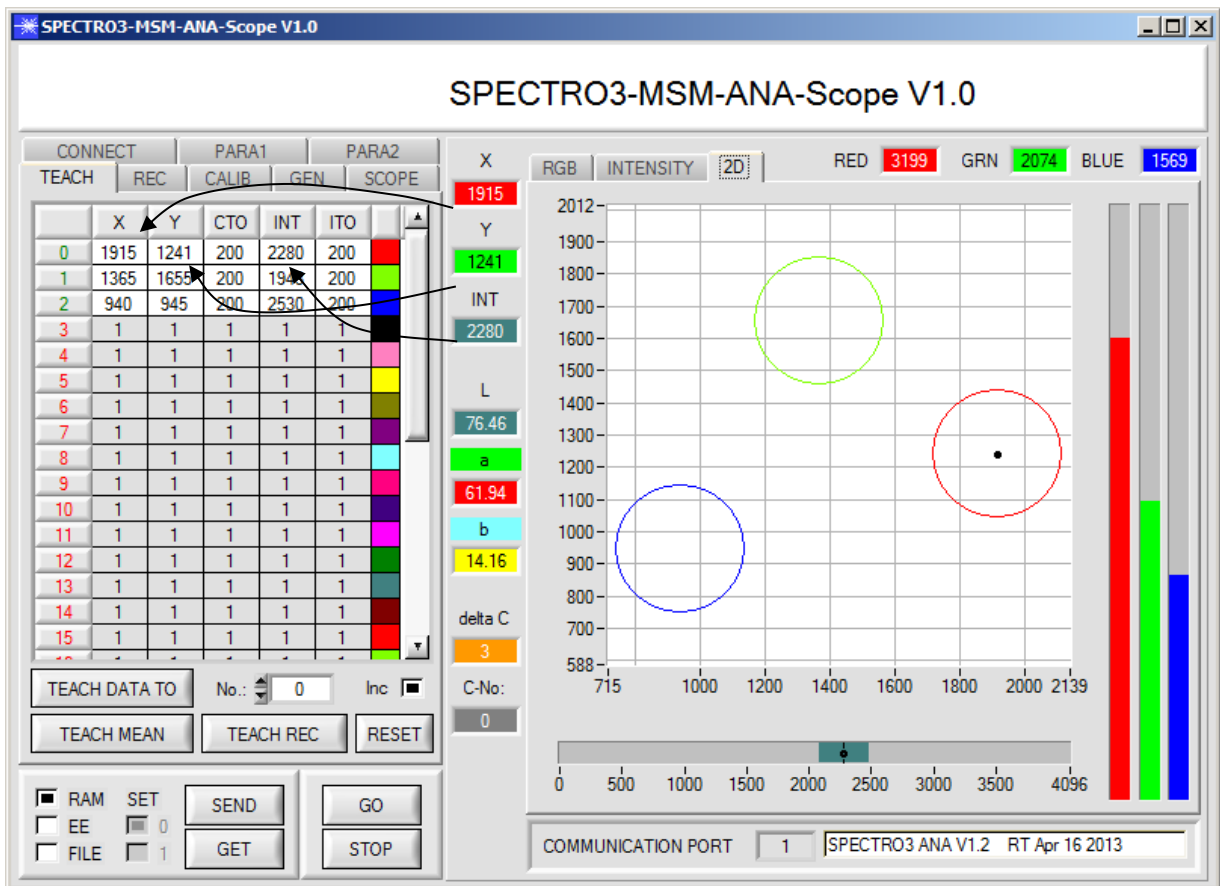 SPECTRO3-MSM-ANA-Scope V1.0
SPECTRO3-MSM-ANA-Scope V1.0
CONNECT PARA1 PARA2
TEACH REC CALIB GEN SCOPE
X Y CTO INT ITO
0 1915 1241 200 2280 200
1 1365 1655 200 200
2 940 945 200 2530 200
3 1 1 1 1 1
4 1 1 1 1 1
5 1 1 1 1 1
6 1 1 1 1 1
7 1 1 1 1 1
8 1 1 1 1 1
9 1 1 1 1 1
10 1 1 1 1 1
11 1 1 1 1 1
12 1 1 1 1 1
13 1 1 1 1 1
14 1 1 1 1 1
15 1 1 1 1 1
TEACH DATA TO No.: 0 Inc
TEACH MEAN TEACH REC RESET
RAM SET SEND GO
EE 0
FILE 1 GET STOP
X
1915
Y
1241
INT
2280
L
76.46
a
61.94
b
14.16
delta C
3
C-No:
0
RGB INTENSITY 2D
RED 3199 GRN 2074 BLUE 1569
2012
1900
1800
1700
1600
1500
1400
1300
1200
1100
1000
900
800
700
588
715 1000 1200 1400 1600 1800 2000 2139
0 500 1000 1500 2000 2500 3000 3500 4096
COMMUNICATION PORT 1 SPECTRO3 ANA V1.2 RT Apr 16 2013